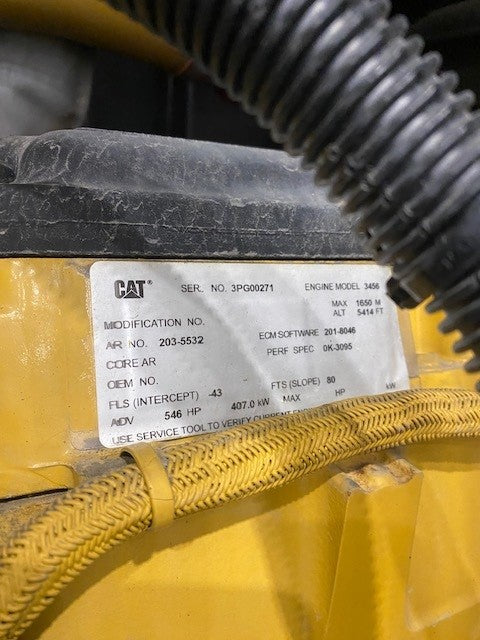 CAT® SER. NO. 3PG00271 ENGINE MODEL 3456
MAX 1650 M
MODIFICATION NO. ALT 5414 FT
AR NO. 203-5532 ECM SOFTWARE 201-8046
CORE AR PERF SPEC 0K-3095
OEM NO.
FLS (INTERCEPT) -43 FTS (SLOPE) 80
ADV 546 HP 407.0 kW MAX HP kW
USE SERVICE TOOL TO VERIFY CURRENT